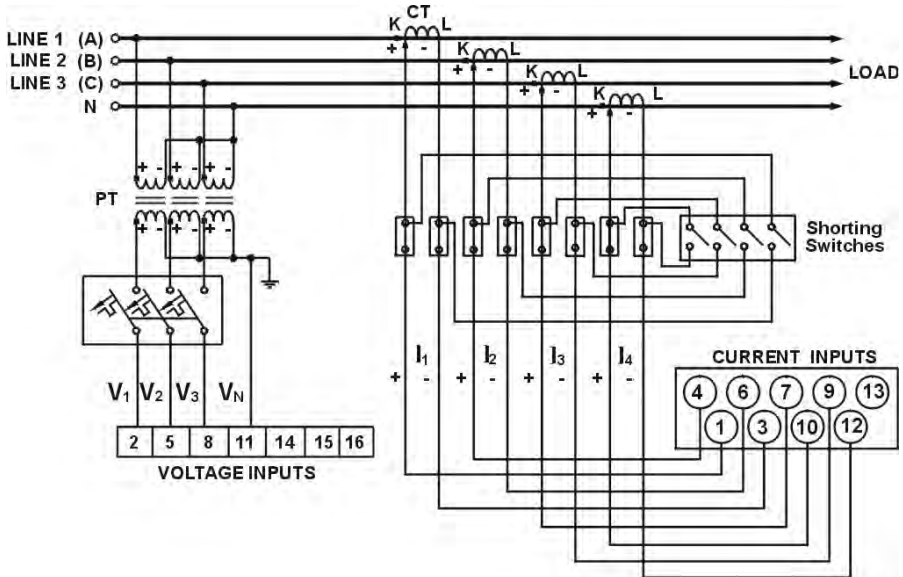 CT
K L
LINE 1 (A)
+ -
LINE 2 (B)
K L
+ -
LINE 3 (C)
K L
+ -
LOAD
N
K L
+ -
+ - + - + -
PT
+ - + - + -
Shorting
Switches
I1 I2 I3 I4
+ - + - + - + -
CURRENT INPUTS
4 6 7 9 13
1 3 10 12
V1 V2 V3 VN
2 5 8 11 14 15 16
VOLTAGE INPUTS